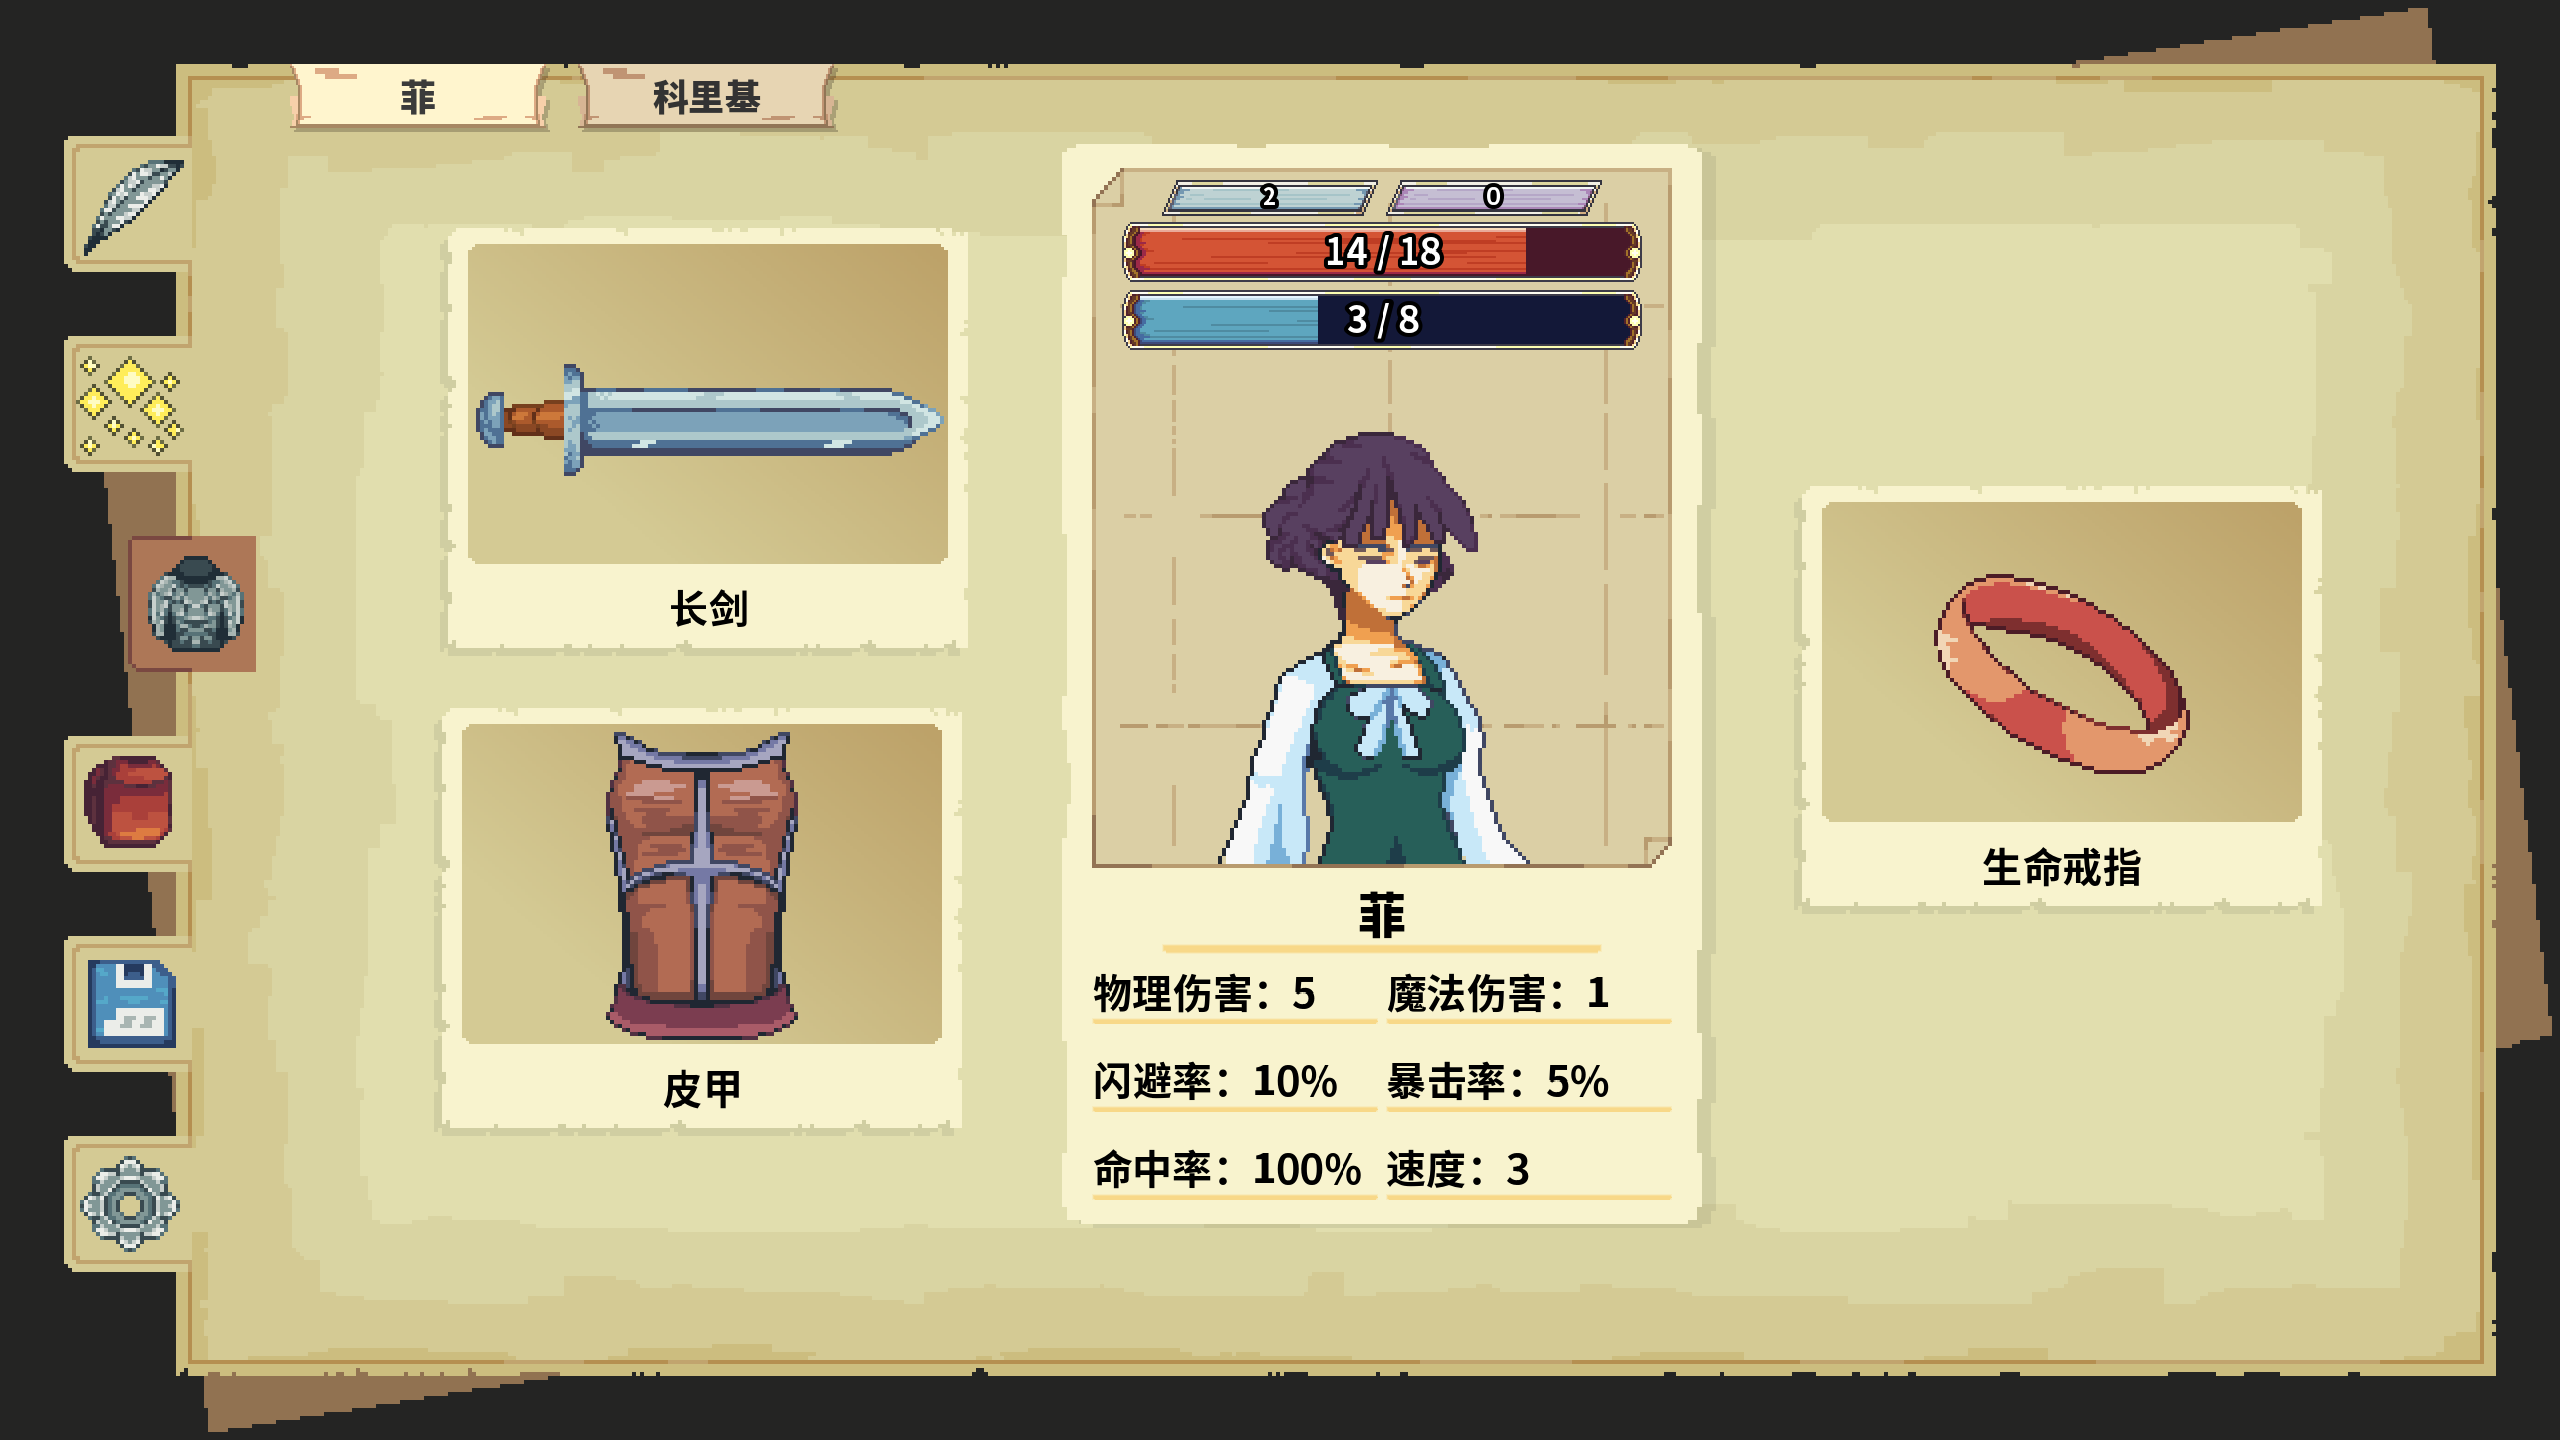 菲
科里基
2
0
14 / 18
3 / 8
长剑
皮甲
菲
物理伤害：5
魔法伤害：1
闪避率：10%
暴击率：5%
命中率：100%
速度：3
生命戒指